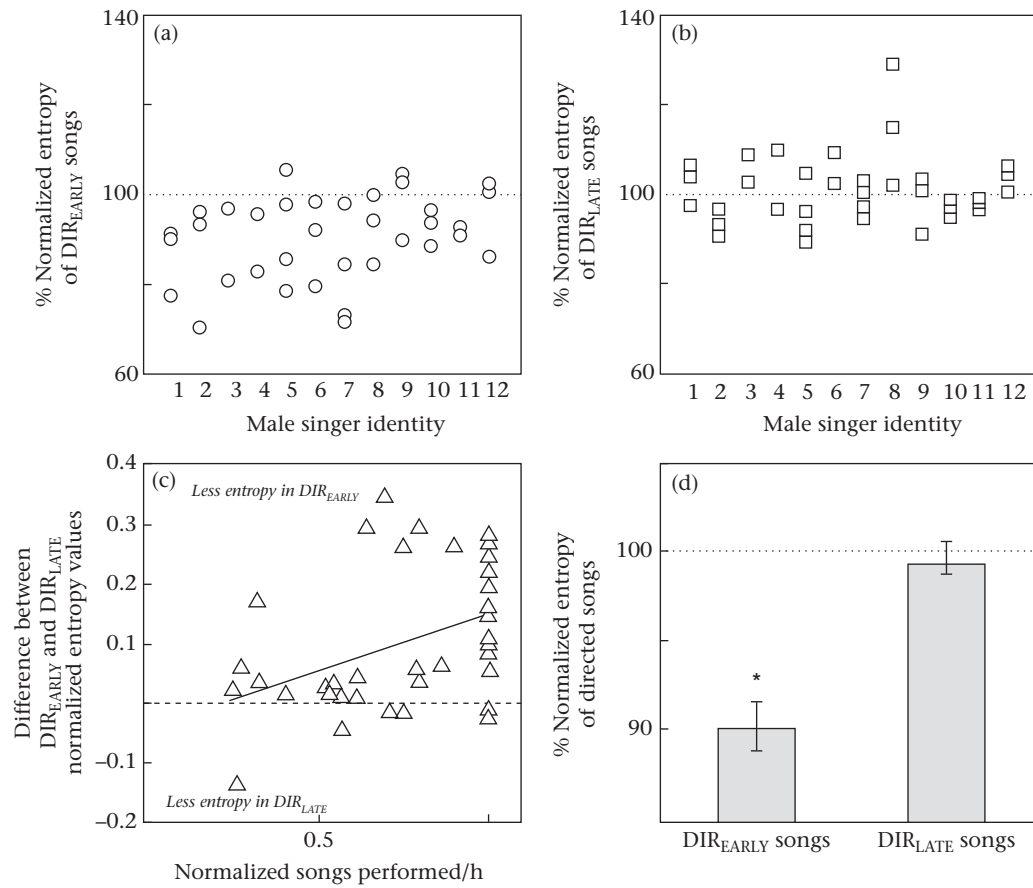 140
(a)
100
60
% Normalized entropy
of DIR_EARLY songs
1 2 3 4 5 6 7 8 9 10 11 12
Male singer identity
140
(b)
100
60
% Normalized entropy
of DIR_LATE songs
1 2 3 4 5 6 7 8 9 10 11 12
Male singer identity
0.4
(c)
Less entropy in DIR_EARLY
0.3
0.2
0.1
−0.1
Less entropy in DIR_LATE
−0.2
Difference between
DIR_EARLY and DIR_LATE
normalized entropy values
0.5
Normalized songs performed/h
(d)
100
*
90
% Normalized entropy
of directed songs
DIR_EARLY songs
DIR_LATE songs